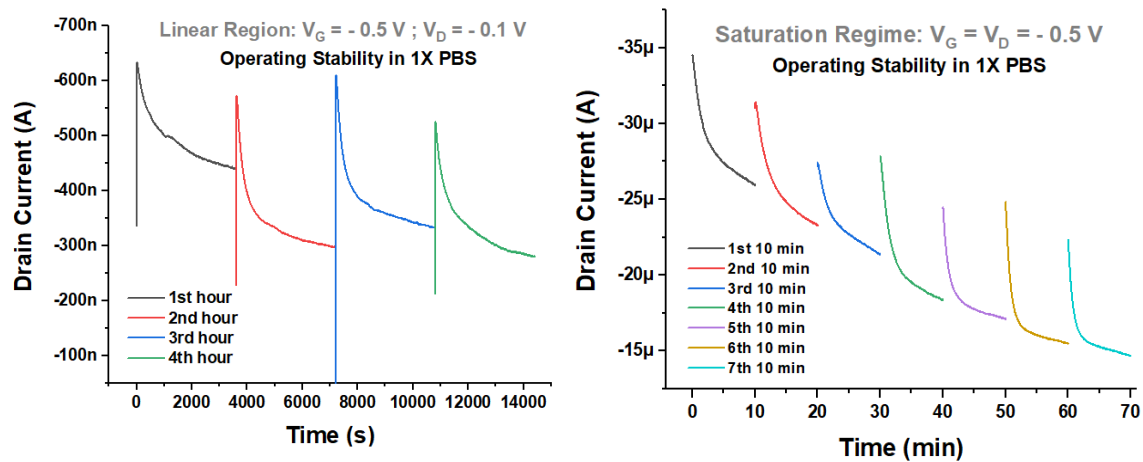 Linear Region: V_G = - 0.5 V ; V_D = - 0.1 V
Operating Stability in 1X PBS
Drain Current (A)
-700n
-600n
-500n
-400n
-300n
-200n
-100n
1st hour
2nd hour
3rd hour
4th hour
0
2000
4000
6000
8000
10000
12000
14000
Time (s)
Saturation Regime: V_G = V_D = - 0.5 V
Operating Stability in 1X PBS
Drain Current (A)
-35µ
-30µ
-25µ
-20µ
-15µ
1st 10 min
2nd 10 min
3rd 10 min
4th 10 min
5th 10 min
6th 10 min
7th 10 min
0
10
20
30
40
50
60
70
Time (min)